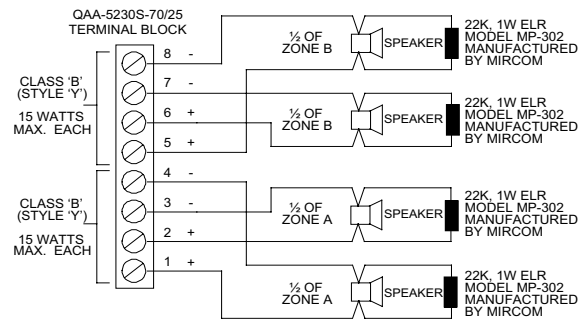 QAA-5230S-70/25
TERMINAL BLOCK
8 -
7 -
6 +
5 +
4 -
3 -
2 +
1 +
CLASS 'B'
(STYLE 'Y')
15 WATTS
MAX. EACH
CLASS 'B'
(STYLE 'Y')
15 WATTS
MAX. EACH
½ OF
ZONE B
SPEAKER
22K, 1W ELR
MODEL MP-302
MANUFACTURED
BY MIRCOM
½ OF
ZONE B
SPEAKER
22K, 1W ELR
MODEL MP-302
MANUFACTURED
BY MIRCOM
½ OF
ZONE A
SPEAKER
22K, 1W ELR
MODEL MP-302
MANUFACTURED
BY MIRCOM
½ OF
ZONE A
SPEAKER
22K, 1W ELR
MODEL MP-302
MANUFACTURED
BY MIRCOM